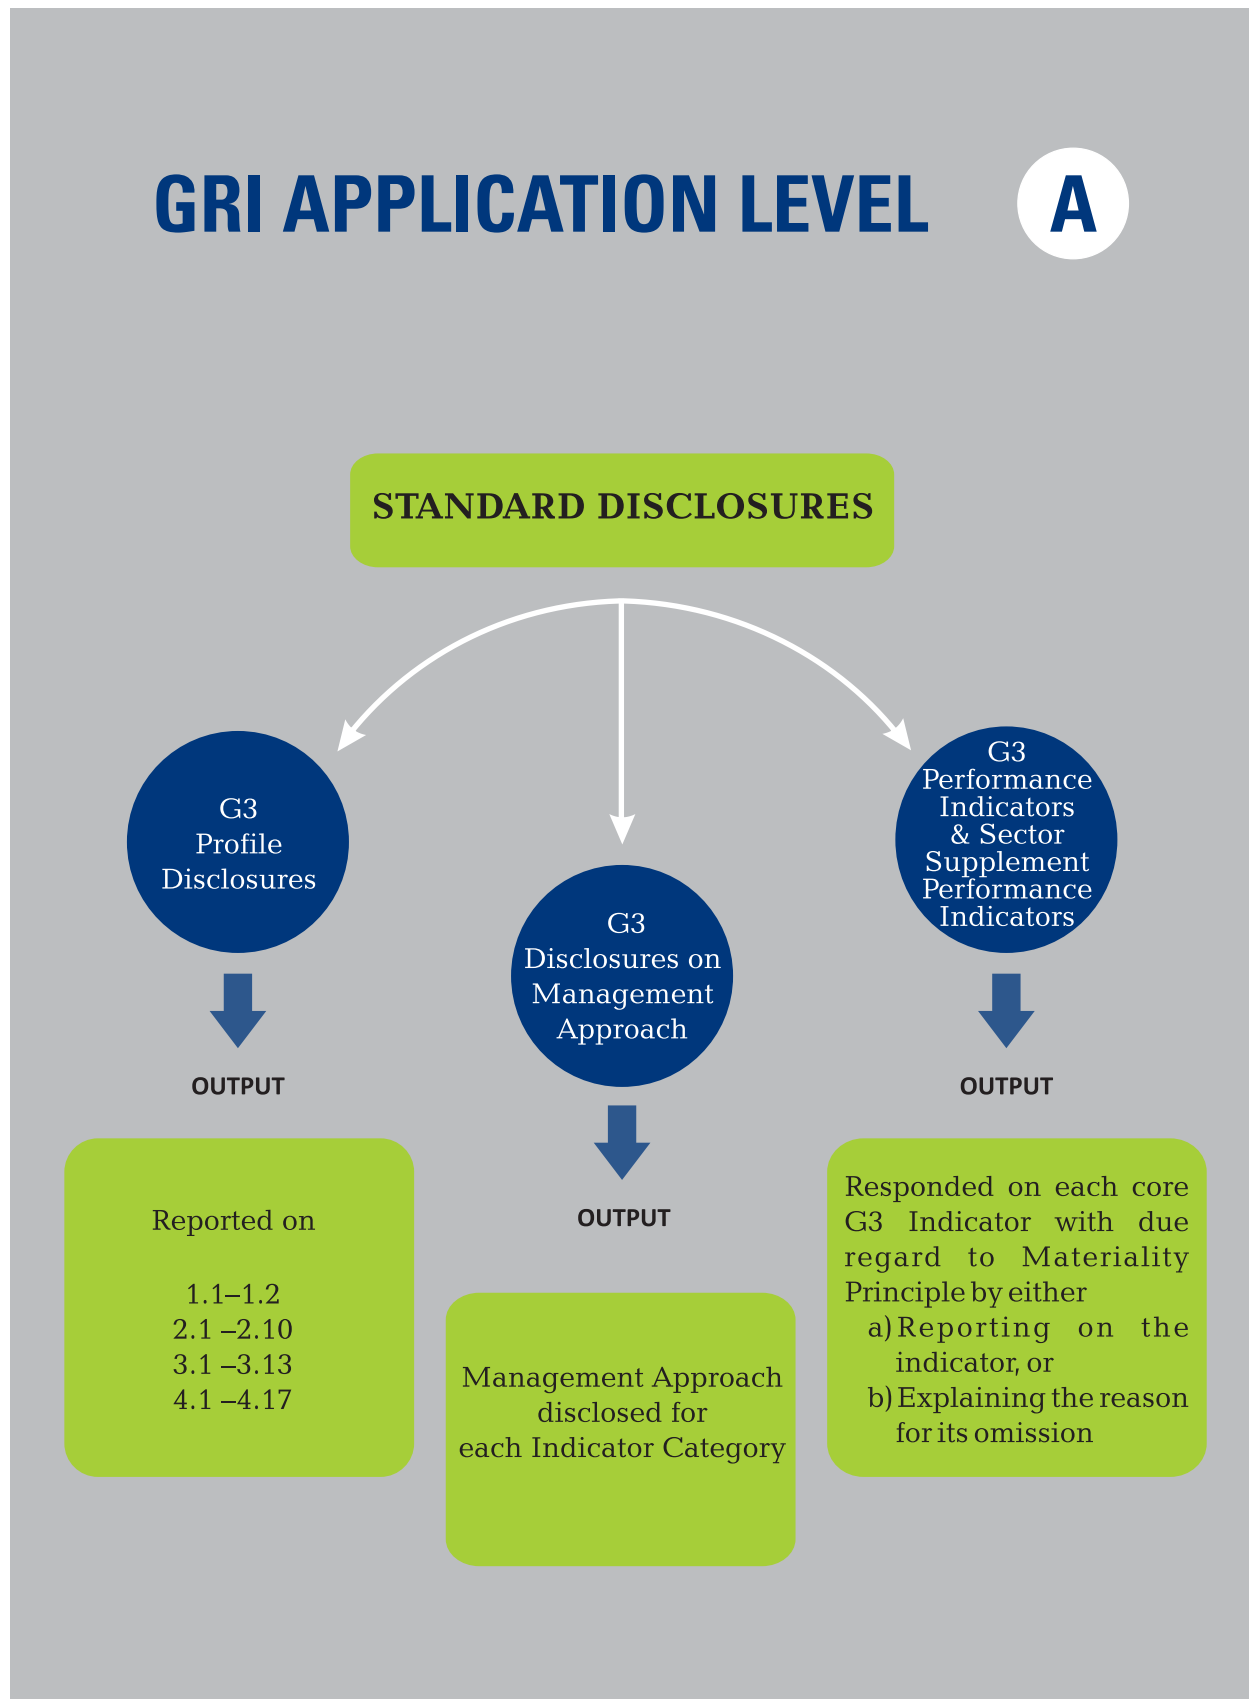 GRI APPLICATION LEVEL A
STANDARD DISCLOSURES
G3
Profile
Disclosures
OUTPUT
Reported on
1.1–1.2
2.1 –2.10
3.1 –3.13
4.1 –4.17
G3
Disclosures on
Management
Approach
OUTPUT
Management Approach
disclosed for
each Indicator Category
G3
Performance
Indicators
& Sector
Supplement
Performance
Indicators
OUTPUT
Responded on each core
G3 Indicator with due
regard to Materiality
Principle by either
a) Reporting on the
indicator, or
b) Explaining the reason
for its omission